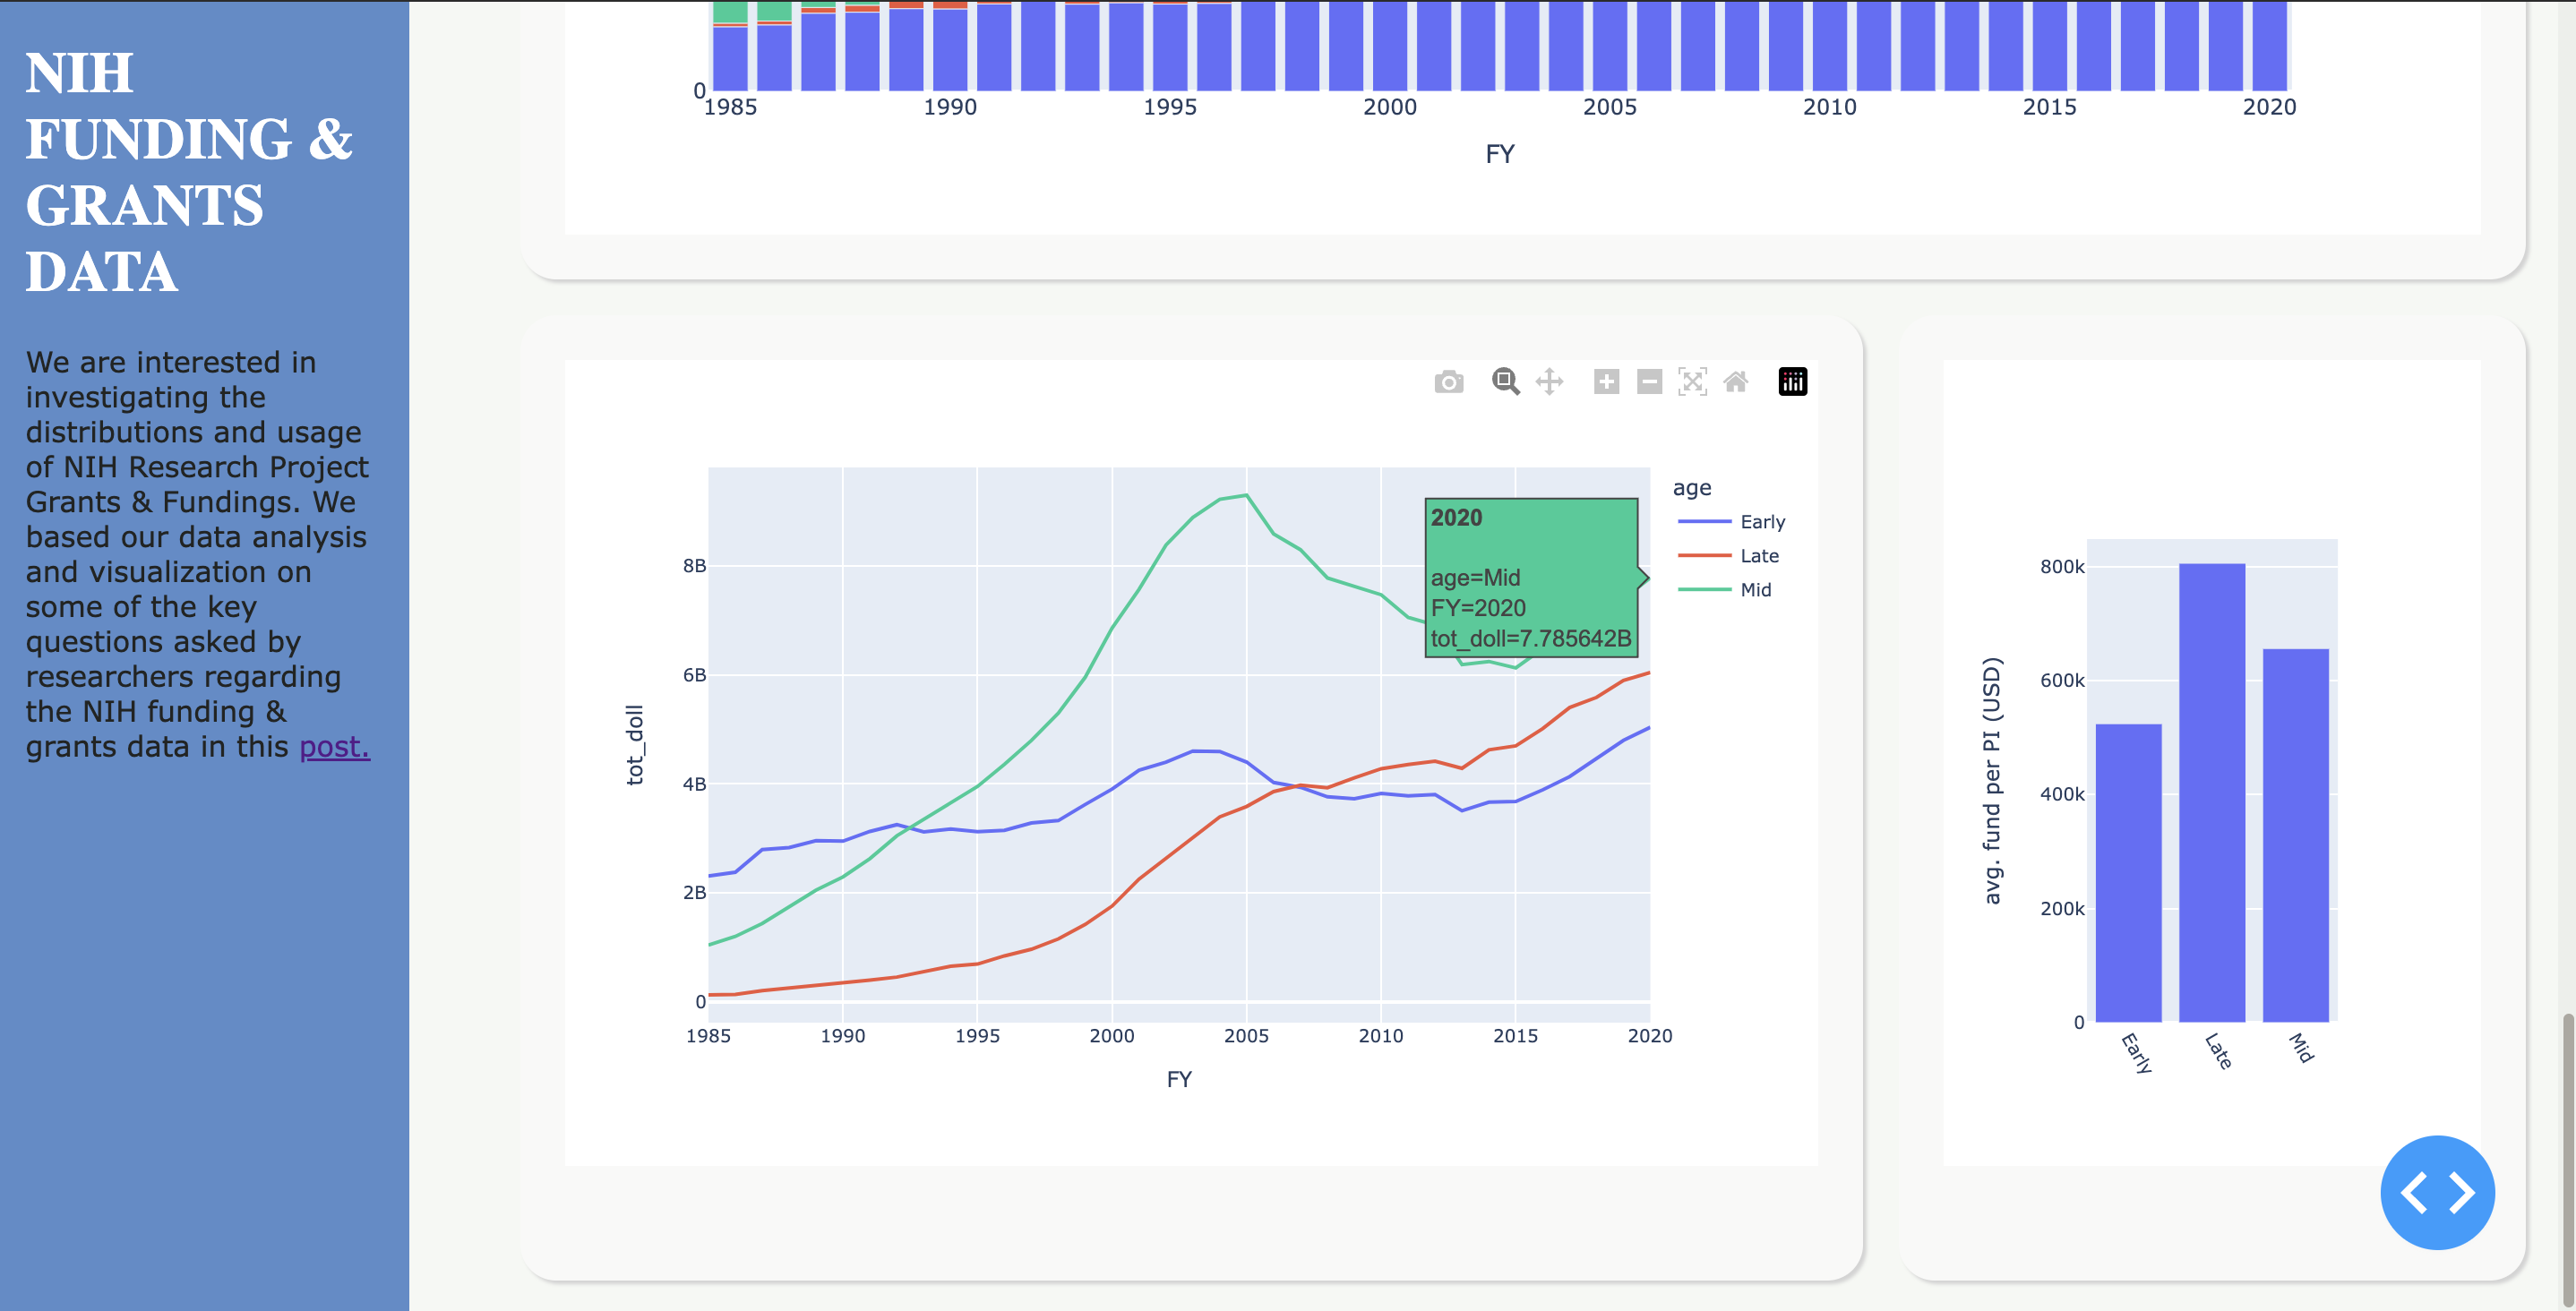 NIH
FUNDING &
GRANTS
DATA
We are interested in
investigating the
distributions and usage
of NIH Research Project
Grants & Fundings. We
based our data analysis
and visualization on
some of the key
questions asked by
researchers regarding
the NIH funding &
grants data in this post.
0
1985 1990 1995 2000 2005 2010 2015 2020
FY
age
Early
Late
Mid
2020
age=Mid
FY=2020
tot_doll=7.785642B
8B
6B
4B
2B
0
tot_doll
1985 1990 1995 2000 2005 2010 2015 2020
FY
800k
600k
400k
200k
0
avg. fund per PI (USD)
Early Late Mid